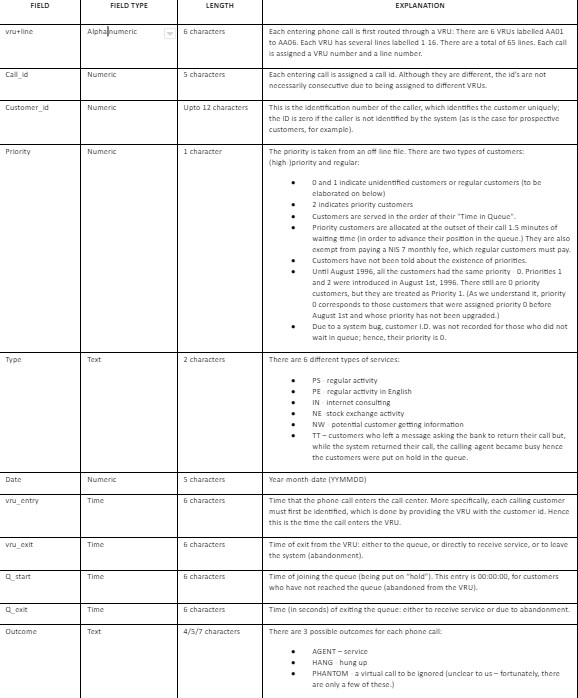 FIELD FIELD TYPE LENGTH EXPLANATION
vru+line Alphanumeric 6 characters Each entering phone call is first routed through a VRU: There are 6 VRUs labelled AA01
to AA06. Each VRU has several lines labelled 1-16. There are a total of 65 lines. Each call
is assigned a VRU number and a line number.
Call_id Numeric 5 characters Each entering call is assigned a call id. Although they are different, the id's are not
necessarily consecutive due to being assigned to different VRUs.
Customer_id Numeric Upto 12 characters This is the identification number of the caller, which identifies the customer uniquely;
the ID is zero if the caller is not identified by the system (as is the case for prospective
customers, for example).
Priority Numeric 1 character The priority is taken from an off-line file. There are two types of customers:
(high-)priority and regular:
• 0 and 1 indicate unidentified customers or regular customers (to be
elaborated on below)
• 2 indicates priority customers
• Customers are served in the order of their "Time in Queue".
• Priority customers are allocated at the outset of their call 1.5 minutes of
waiting time (in order to advance their position in the queue.) They are also
exempt from paying a NIS 7 monthly fee, which regular customers must pay.
• Customers have not been told about the existence of priorities.
• Until August 1996, all the customers had the same priority - 0. Priorities 1
and 2 were introduced in August 1st, 1996. There still are 0 priority
customers, but they are treated as Priority 1. (As we understand it, priority
0 corresponds to those customers that were assigned priority 0 before
August 1st and whose priority has not been upgraded.)
• Due to a system bug, customer I.D. was not recorded for those who did not
wait in queue; hence, their priority is 0.
Type Text 2 characters There are 6 different types of services:
• PS - regular activity
• PE - regular activity in English
• IN - internet consulting
• NE -stock exchange activity
• NW - potential customer getting information
• TT – customers who left a message asking the bank to return their call but,
while the system returned their call, the calling-agent became busy hence
the customers were put on hold in the queue.
Date Numeric 5 characters Year-month-date (YYMMDD)
vru_entry Time 6 characters Time that the phone-call enters the call-center. More specifically, each calling customer
must first be identified, which is done by providing the VRU with the customer id. Hence
this is the time the call enters the VRU.
vru_exit Time 6 characters Time of exit from the VRU: either to the queue, or directly to receive service, or to leave
the system (abandonment).
Q_start Time 6 characters Time of joining the queue (being put on "hold"). This entry is 00:00:00, for customers
who have not reached the queue (abandoned from the VRU).
Q_exit Time 6 characters Time (in seconds) of exiting the queue: either to receive service or due to abandonment.
Outcome Text 4/5/7 characters There are 3 possible outcomes for each phone call:
• AGENT – service
• HANG - hung up
• PHANTOM - a virtual call to be ignored (unclear to us – fortunately, there
are only a few of these.)